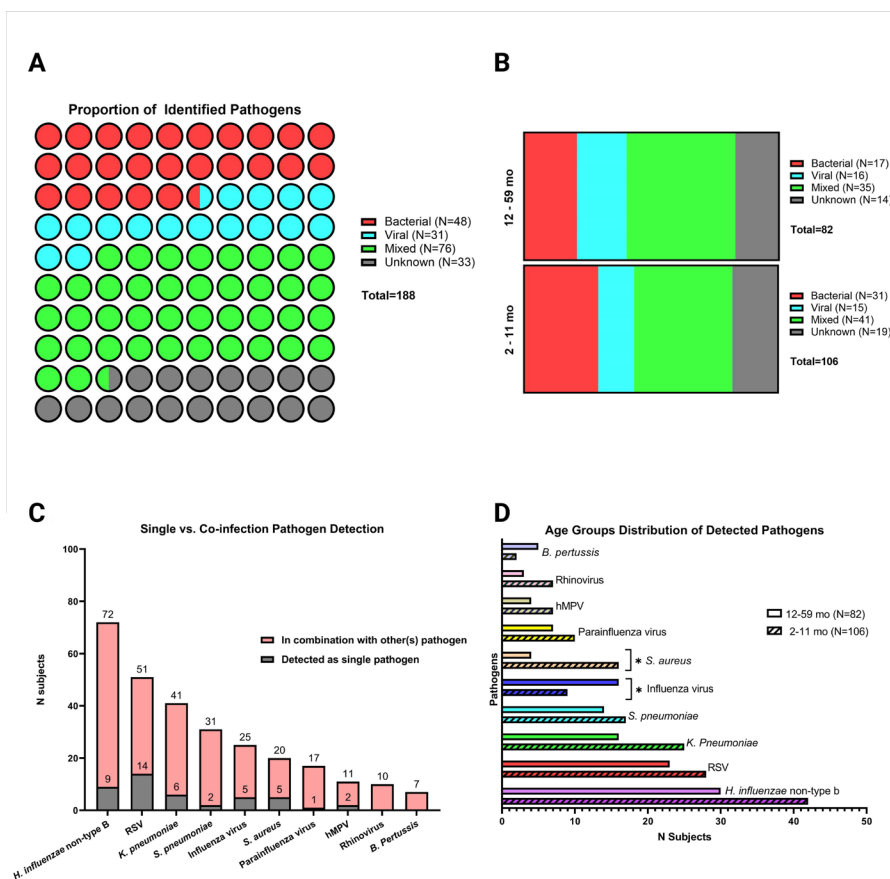 A
Proportion of Identified Pathogens
Bacterial (N=48)
Viral (N=31)
Mixed (N=76)
Unknown (N=33)
Total=188
B
12 - 59 mo
Bacterial (N=17)
Viral (N=16)
Mixed (N=35)
Unknown (N=14)
Total=82
2 - 11 mo
Bacterial (N=31)
Viral (N=15)
Mixed (N=41)
Unknown (N=19)
Total=106
C
Single vs. Co-infection Pathogen Detection
N subjects
100
80
60
40
20
0
72
51
41
31
25
20
17
11
10
7
9
14
6
2
5
5
1
2
In combination with other(s) pathogen
Detected as single pathogen
H. influenzae non-type B
RSV
K. pneumoniae
S. pneumoniae
Influenza virus
S. aureus
Parainfluenza virus
hMPV
Rhinovirus
B. Pertussis
D
Age Groups Distribution of Detected Pathogens
Pathogens
B. pertussis
Rhinovirus
hMPV
Parainfluenza virus
* S. aureus
* Influenza virus
S. pneumoniae
K. Pneumoniae
RSV
H. influenzae non-type b
12-59 mo (N=82)
2-11 mo (N=106)
0 10 20 30 40 50
N Subjects